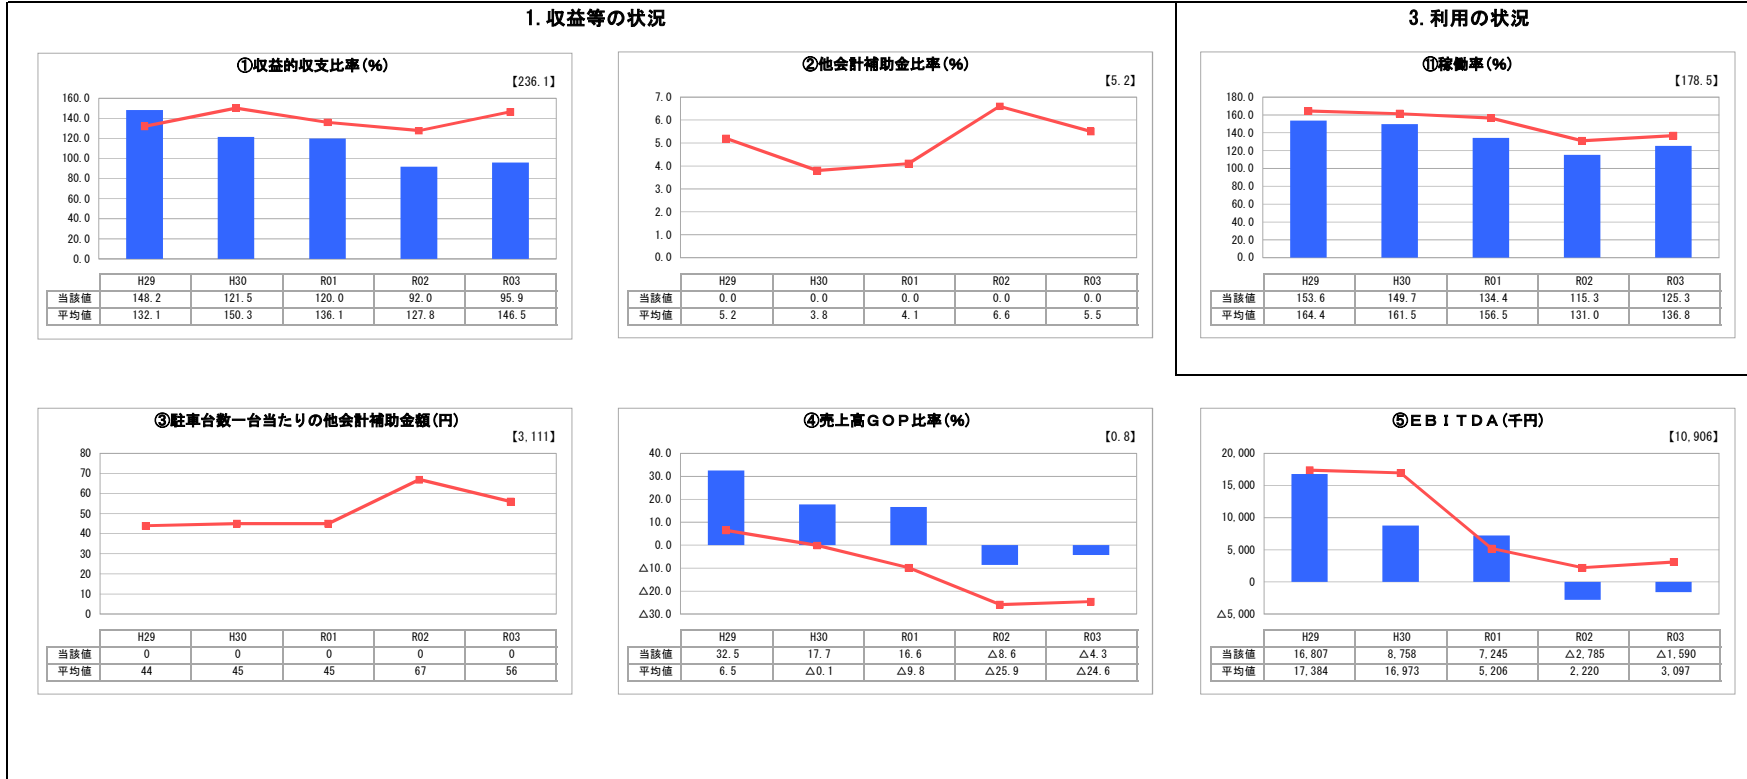 1. 収益等の状況
3. 利用の状況
①収益的収支比率(%)
【236.1】
160.0
140.0
120.0
100.0
80.0
60.0
40.0
20.0
0.0
H29 H30 R01 R02 R03
当該値 148.2 121.5 120.0 92.0 95.9
平均値 132.1 150.3 136.1 127.8 146.5
②他会計補助金比率(%)
【5.2】
7.0
6.0
5.0
4.0
3.0
2.0
1.0
0.0
H29 H30 R01 R02 R03
当該値 0.0 0.0 0.0 0.0 0.0
平均値 5.2 3.8 4.1 6.6 5.5
⑪稼働率(%)
【178.5】
180.0
160.0
140.0
120.0
100.0
80.0
60.0
40.0
20.0
0.0
H29 H30 R01 R02 R03
当該値 153.6 149.7 134.4 115.3 125.3
平均値 164.4 161.5 156.5 131.0 136.8
③駐車台数一台当たりの他会計補助金額(円)
【3,111】
80
70
60
50
40
30
20
10
0
H29 H30 R01 R02 R03
当該値 0 0 0 0 0
平均値 44 45 45 67 56
④売上高GOP比率(%)
【0.8】
40.0
30.0
20.0
10.0
0.0
△10.0
△20.0
△30.0
H29 H30 R01 R02 R03
当該値 32.5 17.7 16.6 △8.6 △4.3
平均値 6.5 △0.1 △9.8 △25.9 △24.6
⑤EBITDA(千円)
【10,906】
20,000
15,000
10,000
5,000
0
△5,000
H29 H30 R01 R02 R03
当該値 16,807 8,758 7,245 △2,785 △1,590
平均値 17,384 16,973 5,206 2,220 3,097